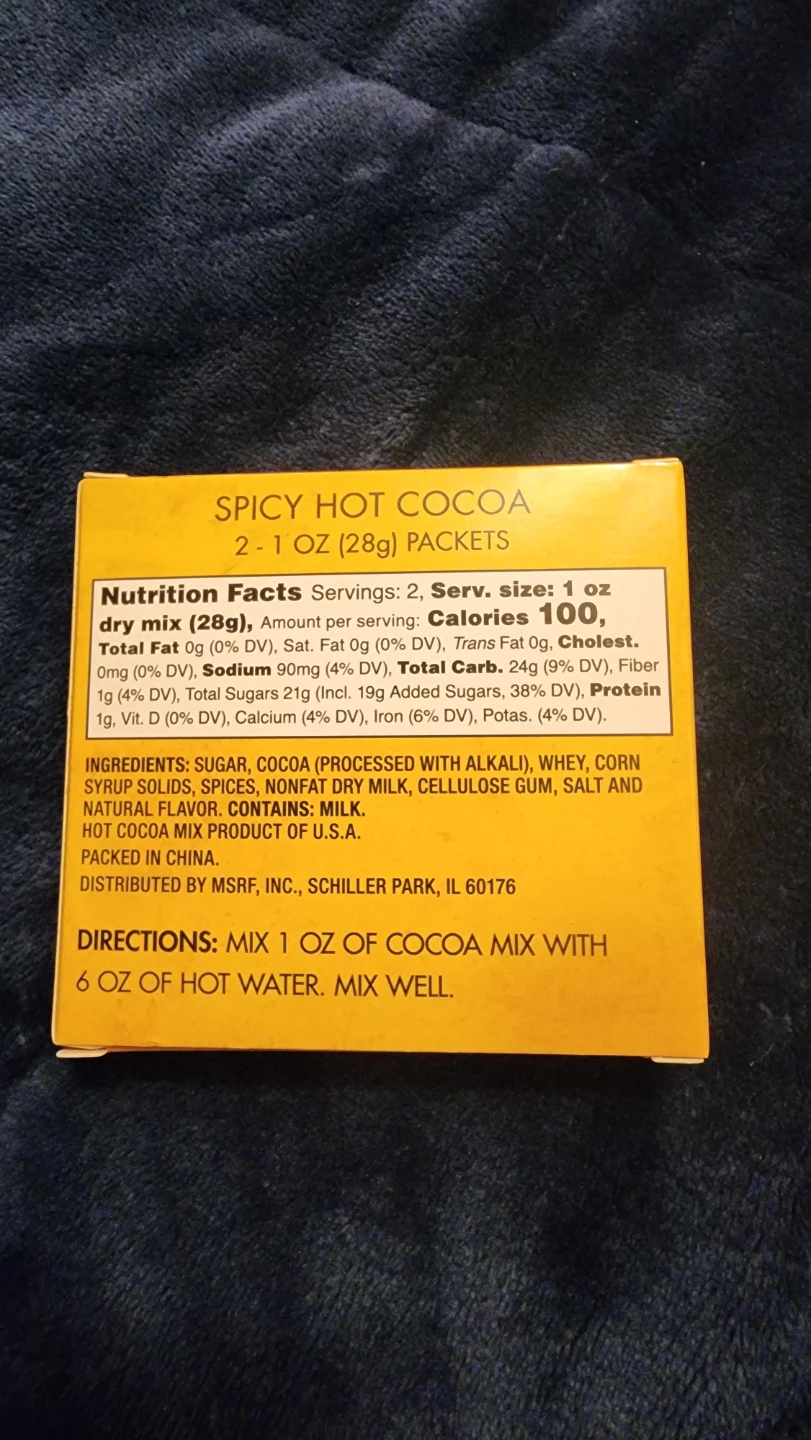 SPICY HOT COCOA
2 - 1 OZ (28g) PACKETS
Nutrition Facts Servings: 2, Serv. size: 1 oz
dry mix (28g), Amount per serving: Calories 100,
Total Fat 0g (0% DV), Sat. Fat 0g (0% DV), Trans Fat 0g, Cholest.
0mg (0% DV), Sodium 90mg (4% DV), Total Carb. 24g (9% DV), Fiber
1g (4% DV), Total Sugars 21g (Incl. 19g Added Sugars, 38% DV), Protein
1g, Vit. D (0% DV), Calcium (4% DV), Iron (6% DV), Potas. (4% DV).
INGREDIENTS: SUGAR, COCOA (PROCESSED WITH ALKALI), WHEY, CORN
SYRUP SOLIDS, SPICES, NONFAT DRY MILK, CELLULOSE GUM, SALT AND
NATURAL FLAVOR. CONTAINS: MILK.
HOT COCOA MIX PRODUCT OF U.S.A.
PACKED IN CHINA.
DISTRIBUTED BY MSRF, INC., SCHILLER PARK, IL 60176
DIRECTIONS: MIX 1 OZ OF COCOA MIX WITH
6 OZ OF HOT WATER. MIX WELL.